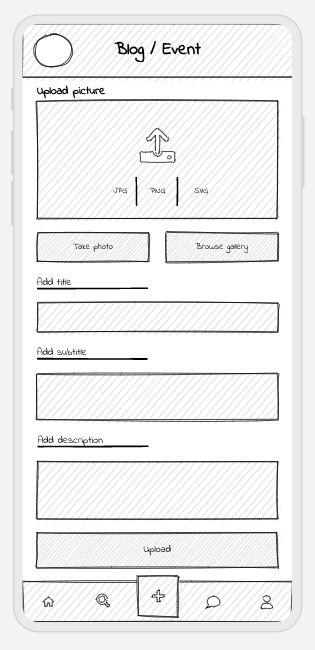 Blog / Event
Upload picture
JPG PNG SVG
Take photo Browse gallery
Add title
Add subtitle
Add description
Upload